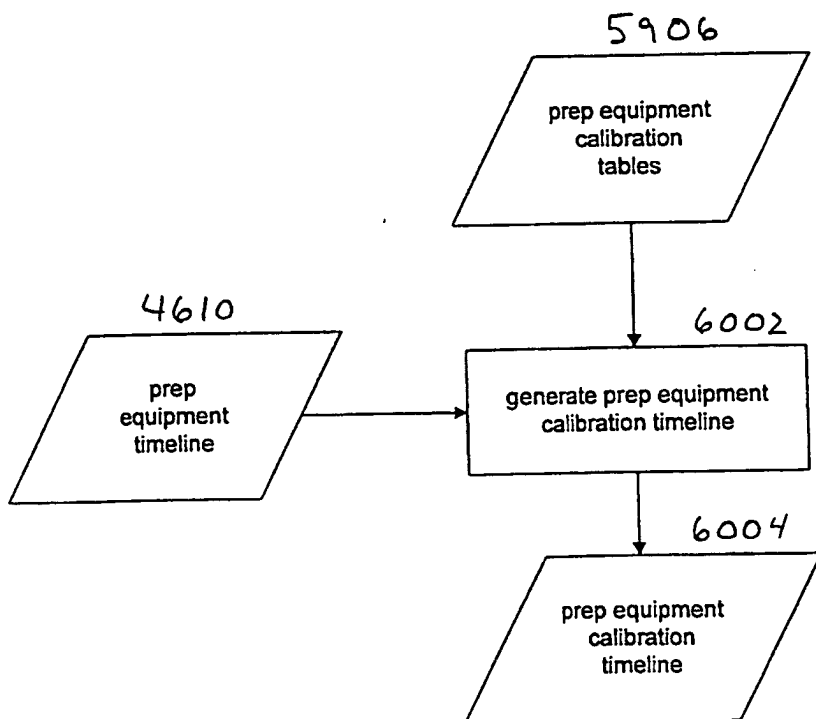 5906
prep equipment
calibration
tables
4610
prep
equipment
timeline
6002
generate prep equipment
calibration timeline
6004
prep equipment
calibration
timeline